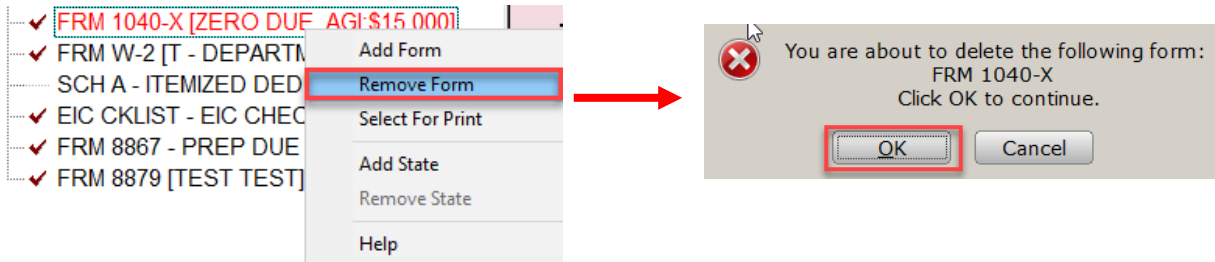 FRM 1040-X [ZERO DUE AGI:$15,000]
FRM W-2 [T - DEPARTM
SCH A - ITEMIZED DED
EIC CKLIST - EIC CHEC
FRM 8867 - PREP DUE
FRM 8879 [TEST TEST]
Add Form
Remove Form
Select For Print
Add State
Remove State
Help
You are about to delete the following form:
FRM 1040-X
Click OK to continue.
OK
Cancel